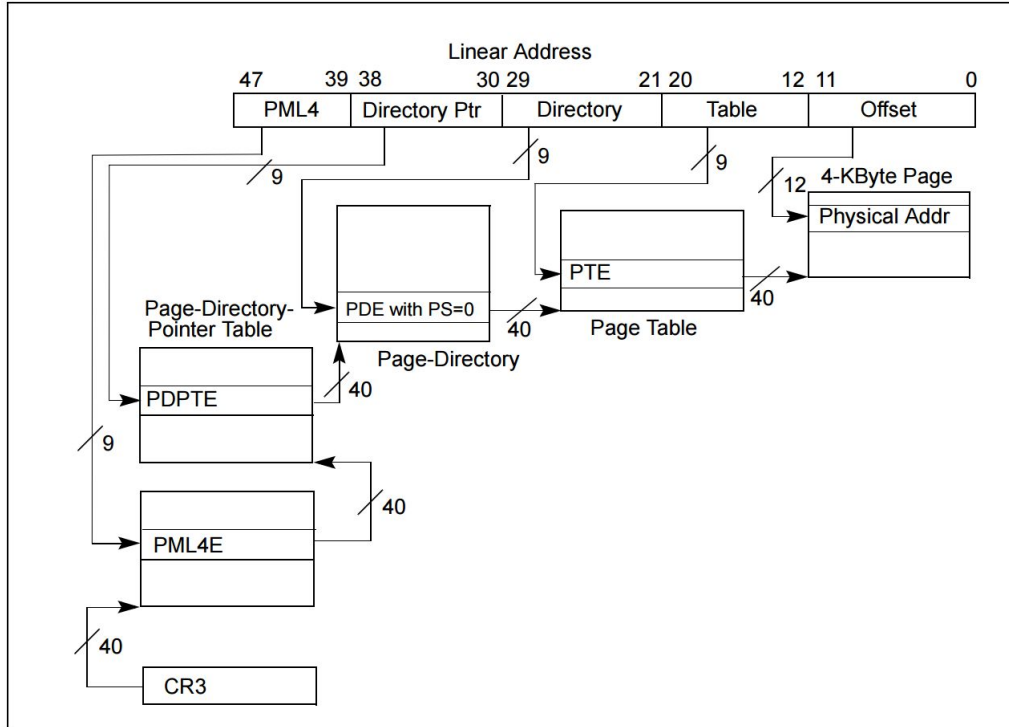 Linear Address
47 39 38 30 29 21 20 12 11 0
PML4 Directory Ptr Directory Table Offset
9 9 9
12 4-KByte Page
Physical Addr
PTE
40
PDE with PS=0
40
Page Table
Page-Directory-
Pointer Table
Page-Directory
40
PDPTE
9
40
PML4E
40
CR3